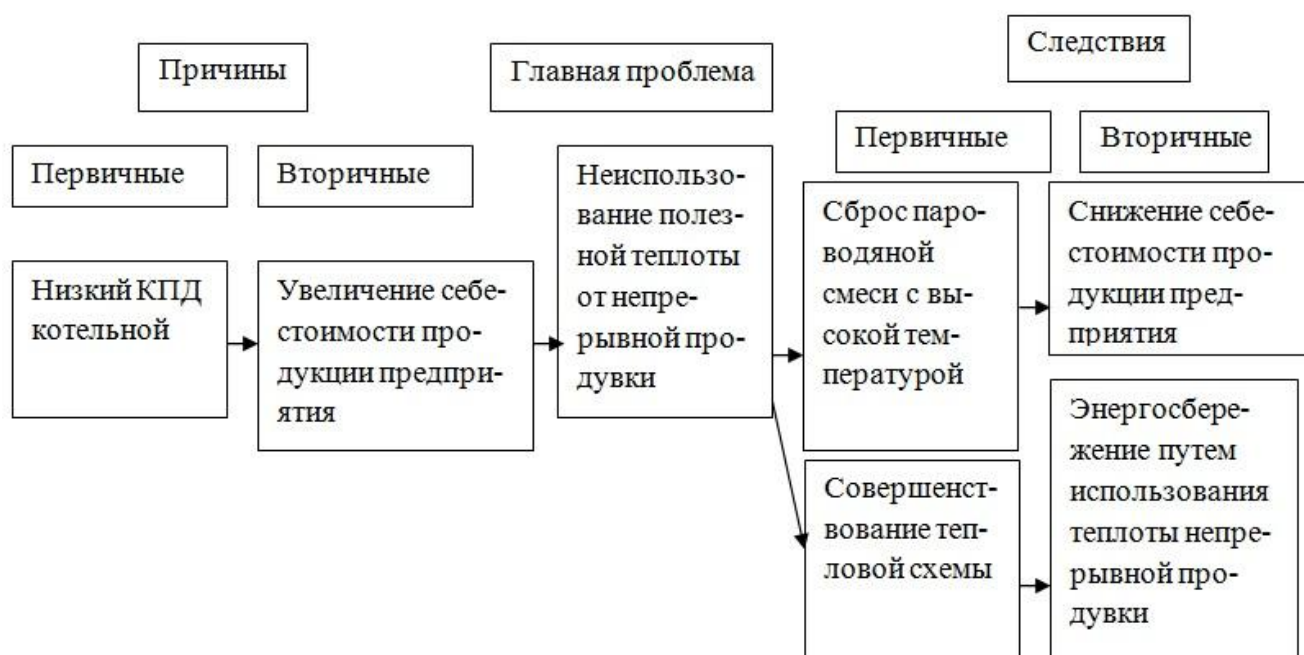 Причины
Главная проблема
Следствия
Первичные
Вторичные
Первичные
Вторичные
Низкий КПД
котельной
Увеличение себе-
стоимости про-
дукции предпри-
ятия
Неиспользо-
вание полез-
ной теплоты
от непре-
рывной про-
дувки
Сброс паро-
водяной
смеси с вы-
сокой тем-
пературой
Снижение себе-
стоимости про-
дукции пред-
приятия
Совершенст-
вование теп-
ловой схемы
Энергосбере-
жение путем
использования
теплоты непре-
рывной про-
дувки